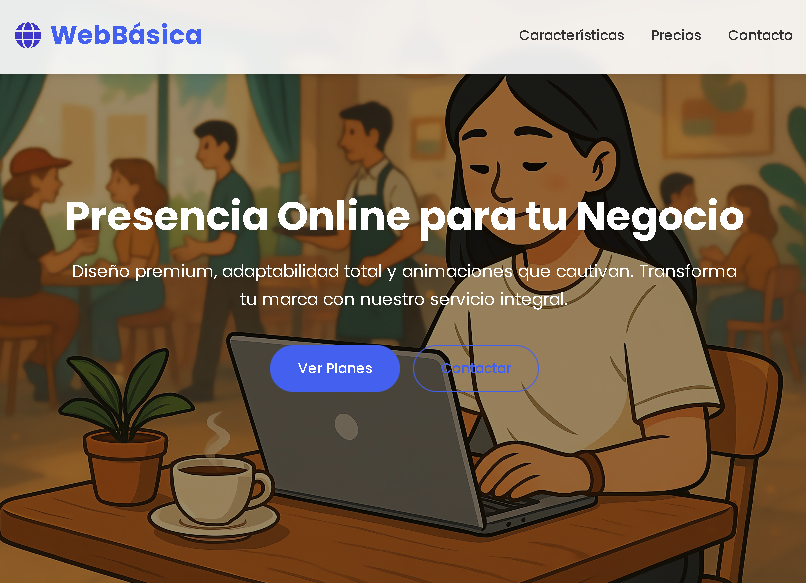 WebBásica
Características
Precios
Contacto
Presencia Online para tu Negocio
Diseño premium, adaptabilidad total y animaciones que cautivan. Transforma
tu marca con nuestro servicio integral.
Ver Planes
Contactar